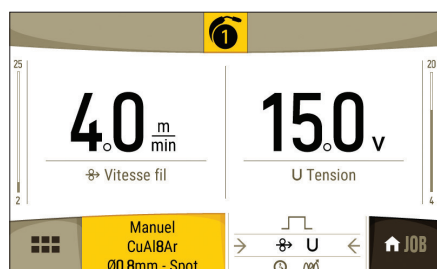 1
25
20
4.0 m/min
15.0 v
Vitesse fil
U Tension
2
4
Manuel
CuAl8Ar
Ø0.8mm - Spot
U
JOB